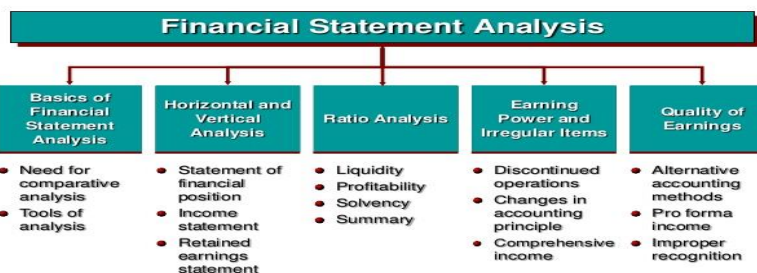 Financial Statement Analysis
Basics of
Financial
Statement
Analysis
Need for
comparative
analysis
Tools of
analysis
Horizontal and
Vertical
Analysis
Statement of
financial
position
Income
statement
Retained
earnings
statement
Ratio Analysis
Liquidity
Profitability
Solvency
Summary
Earning
Power and
Irregular Items
Discontinued
operations
Changes in
accounting
principle
Comprehensive
income
Quality of
Earnings
Alternative
accounting
methods
Pro forma
income
Improper
recognition